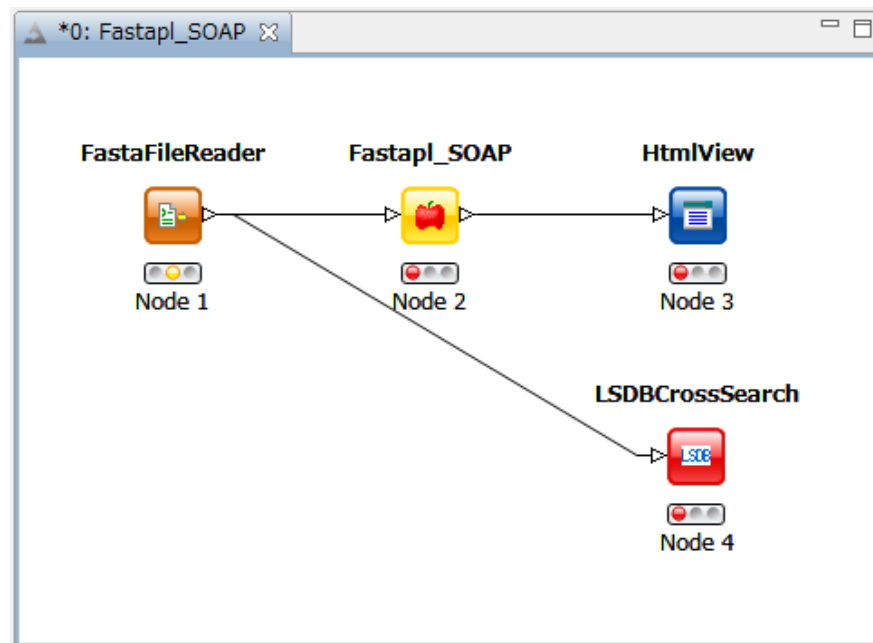 *0: Fastapl_SOAP
FastaFileReader
Fastapl_SOAP
HtmlView
Node 1
Node 2
Node 3
LSDBCrossSearch
LSDB
Node 4